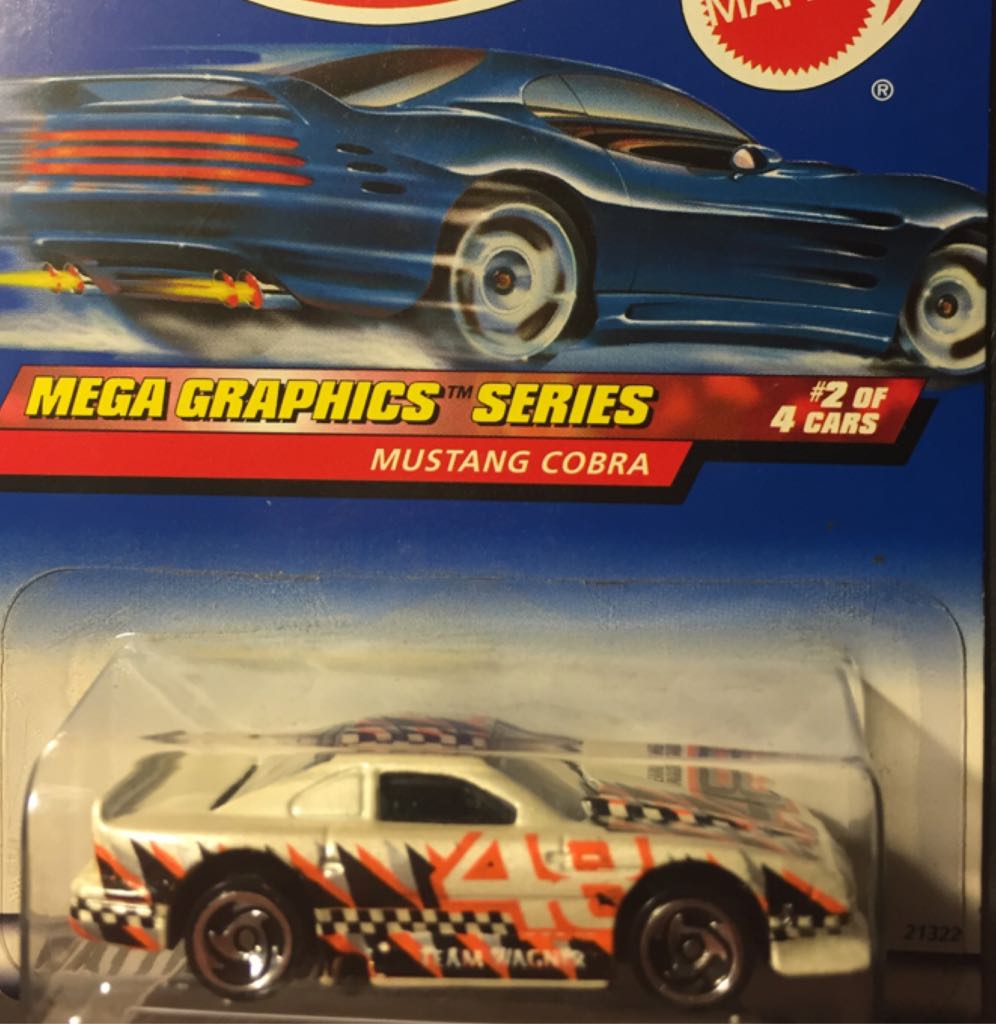 ®
MEGA GRAPHICS™ SERIES
#2 OF
4 CARS
MUSTANG COBRA
TEAM WAGNER
21322